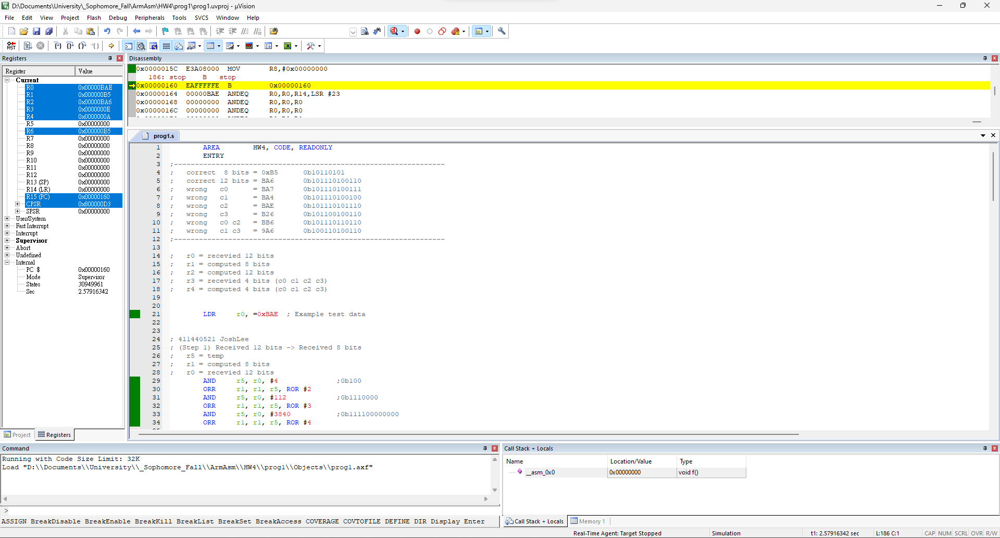 D:\Documents\University\_Sophomore_Fall\ArmAsm\HW4\prog1\prog1.uvproj - µVision
File Edit View Project Flash Debug Peripherals Tools SVCS Window Help
RST
Registers
Register Value
Current
R0 0x00000BAE
R1 0x000000B5
R2 0x00000BA6
R3 0x0000000E
R4 0x0000000A
R5 0x00000000
R6 0x000000B5
R7 0x00000000
R8 0x00000000
R9 0x00000000
R10 0x00000000
R11 0x00000000
R12 0x00000000
R13 (SP) 0x00000000
R14 (LR) 0x00000000
R15 (PC) 0x00000160
CPSR 0x800000D3
SPSR 0x00000000
User/System
Fast Interrupt
Interrupt
Supervisor
Abort
Undefined
Internal
PC $ 0x00000160
Mode Supervisor
States 30949961
Sec 2.57916342
Project Registers
Disassembly
0x0000015C E3A08000 MOV R8,#0x00000000
186: stop B stop
0x00000160 EAFFFFFE B 0x00000160
0x00000164 00000BAE ANDEQ R0,R0,R14,LSR #23
0x00000168 00000000 ANDEQ R0,R0,R0
0x0000016C 00000000 ANDEQ R0,R0,R0
prog1.s
1 AREA HW4, CODE, READONLY
2 ENTRY
3 ;-----------------------------------------------------------------
4 ; correct 8 bits = 0xB5 0b10110101
5 ; correct 12 bits = BA6 0b101110100110
6 ; wrong c0 = BA7 0b101110100111
7 ; wrong c1 = BA4 0b101110100100
8 ; wrong c2 = BAE 0b101110101110
9 ; wrong c3 = B26 0b101100100110
10 ; wrong c0 c2 = BB6 0b101110110110
11 ; wrong c1 c3 = 9A6 0b100110100110
12 ;-----------------------------------------------------------------
13
14 ; r0 = recevied 12 bits
15 ; r1 = computed 8 bits
16 ; r2 = computed 12 bits
17 ; r3 = recevied 4 bits (c0 c1 c2 c3)
18 ; r4 = computed 4 bits (c0 c1 c2 c3)
19
20
21 LDR r0, =0xBAE ; Example test data
22
23
24 ; 411440521 JoshLee
25 ; (Step 1) Received 12 bits -> Received 8 bits
26 ; r5 = temp
27 ; r1 = computed 8 bits
28 ; r0 = recevied 12 bits
29 AND r5, r0, #4 ;0b100
30 ORR r1, r1, r5, ROR #2
31 AND r5, r0, #112 ;0b1110000
32 ORR r1, r1, r5, ROR #3
33 AND r5, r0, #3840 ;0b111100000000
34 ORR r1, r1, r5, ROR #4
Command
Running with Code Size Limit: 32K
Load "D:\\Documents\\University\\_Sophomore_Fall\\ArmAsm\\HW4\\prog1\\Objects\\prog1.axf"
>
ASSIGN BreakDisable BreakEnable BreakKill BreakList BreakSet BreakAccess COVERAGE COVTOFILE DEFINE DIR Display Enter
Call Stack + Locals
Name Location/Value Type
__asm_0x0 0x00000000 void f()
Call Stack + Locals Memory 1
Real-Time Agent: Target Stopped Simulation t1: 2.57916342 sec L:186 C:1 CAP NUM SCRL OVR R/W